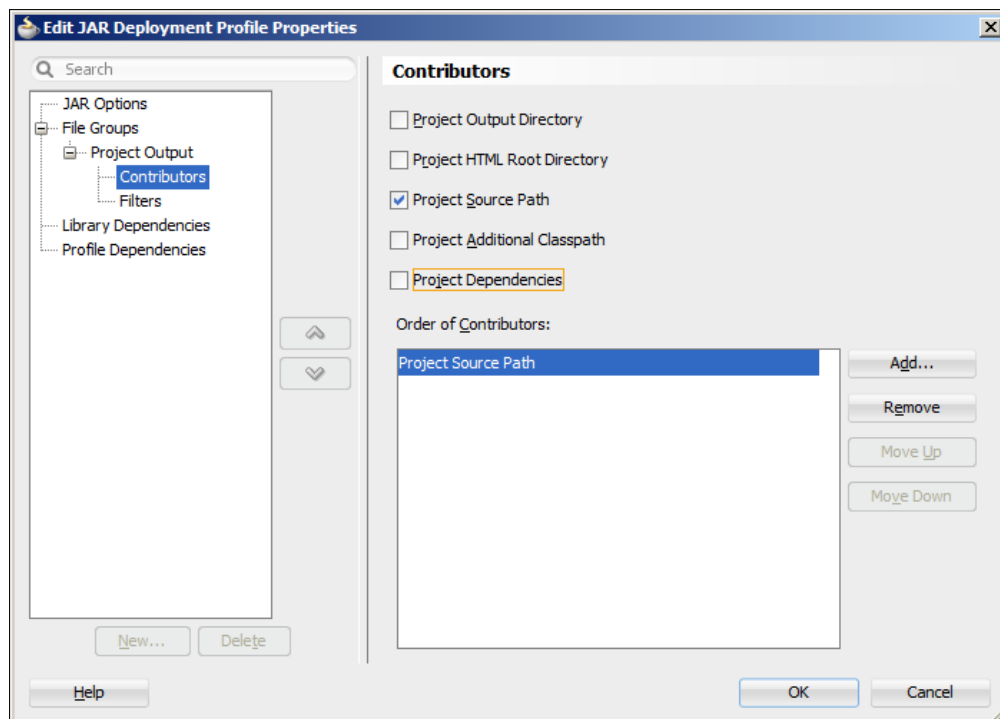 Edit JAR Deployment Profile Properties
Search
JAR Options
File Groups
Project Output
Contributors
Filters
Library Dependencies
Profile Dependencies
New...
Delete
Contributors
Project Output Directory
Project HTML Root Directory
Project Source Path
Project Additional Classpath
Project Dependencies
Order of Contributors:
Project Source Path
Add...
Remove
Move Up
Move Down
Help
OK
Cancel